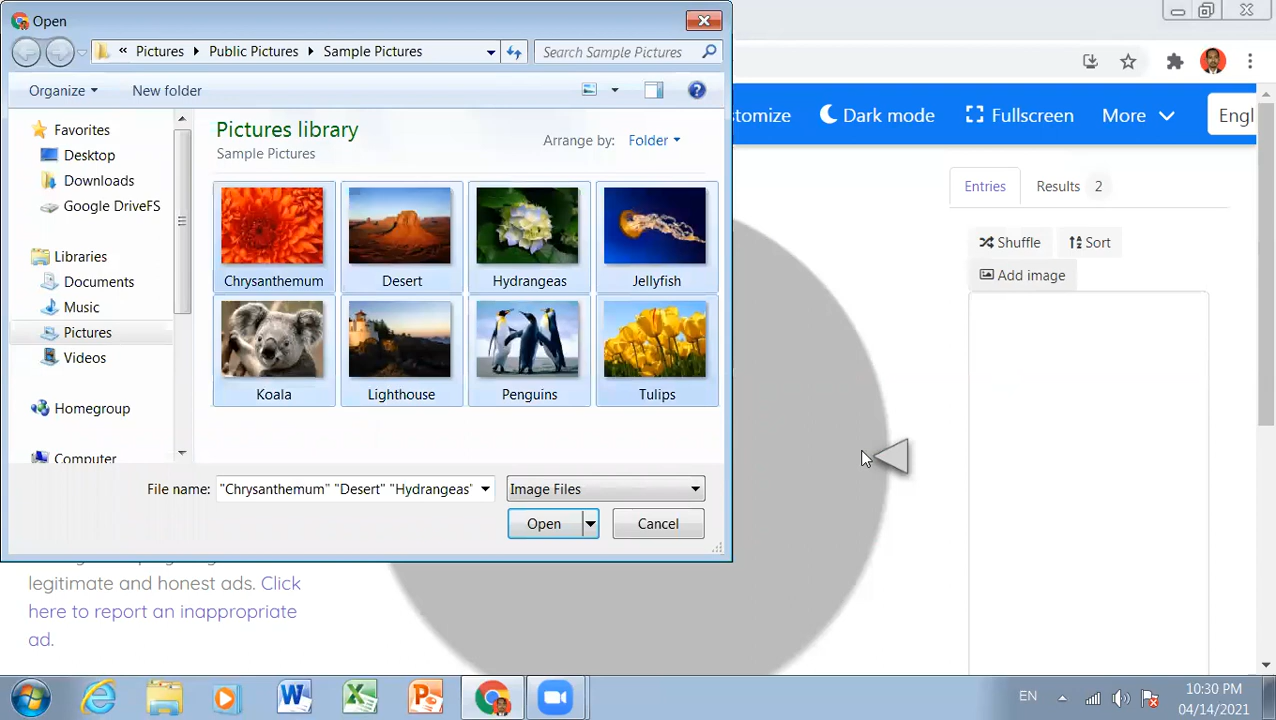 Open
« Pictures Public Pictures Sample Pictures
Search Sample Pictures
Organize New folder
Favorites
Desktop
Downloads
Google DriveFS
Libraries
Documents
Music
Pictures
Videos
Homegroup
Computer
Pictures library
Sample Pictures
Arrange by: Folder
Chrysanthemum Desert Hydrangeas Jellyfish
Koala Lighthouse Penguins Tulips
File name: "Chrysanthemum" "Desert" "Hydrangeas" Image Files
Open Cancel
Dark mode Fullscreen More
Entries Results 2
Shuffle Sort
Add image
legitimate and honest ads. Click
here to report an inappropriate
ad.
EN
10:30 PM
04/14/2021